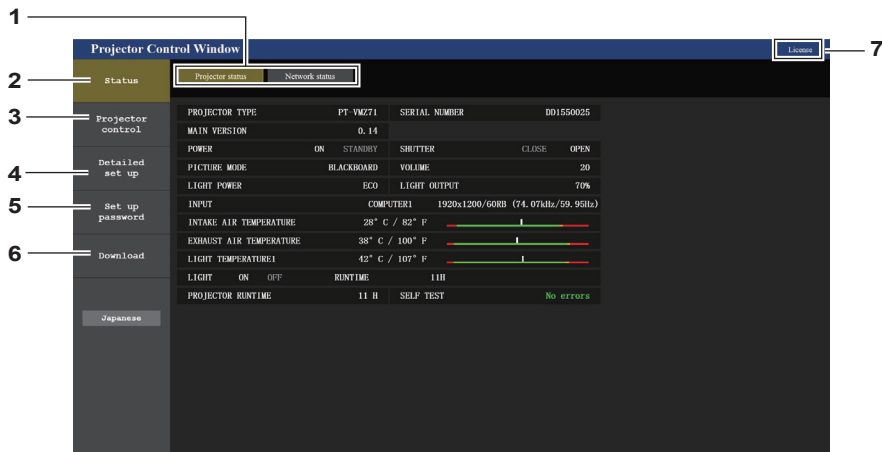 1
Projector Control Window
License
7
2
Status
Projector status
Network status
3
Projector
control
4
Detailed
set up
5
Set up
password
6
Download
Japanese
PROJECTOR TYPE PT-VMZ71 SERIAL NUMBER DD1550025
MAIN VERSION 0.14
POWER ON STANDBY SHUTTER CLOSE OPEN
PICTURE MODE BLACKBOARD VOLUME 20
LIGHT POWER ECO LIGHT OUTPUT 70%
INPUT COMPUTER1 1920x1200/60RB (74.07kHz/59.95Hz)
INTAKE AIR TEMPERATURE 28° C / 82° F
EXHAUST AIR TEMPERATURE 38° C / 100° F
LIGHT TEMPERATURE1 42° C / 107° F
LIGHT ON OFF RUNTIME 11H
PROJECTOR RUNTIME 11 H SELF TEST No errors